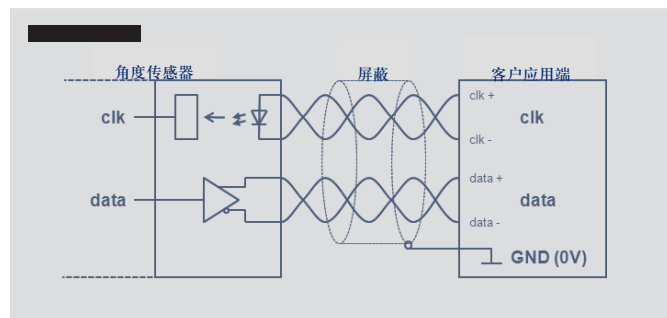 角度传感器
屏蔽
客户应用端
clk
clk +
clk
clk -
data
data +
data
data -
GND (0V)